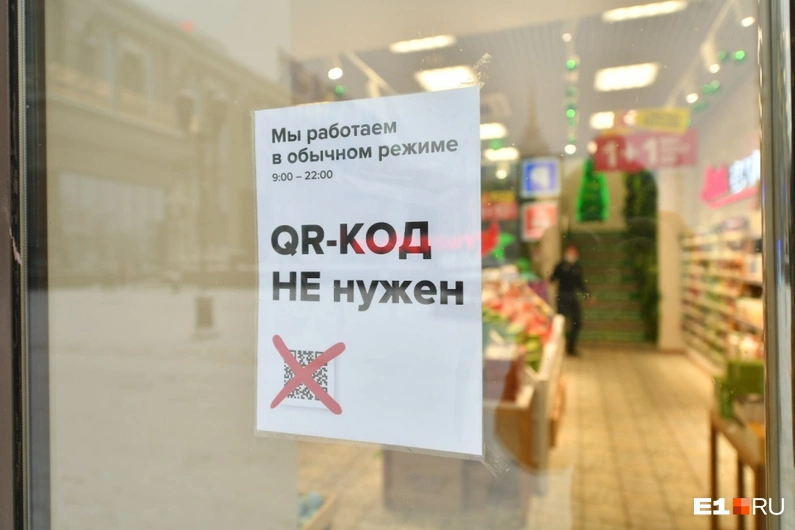 Мы работаем
в обычном режиме
9:00 – 22:00
QR-КОД
НЕ нужен
1+1
E1 RU